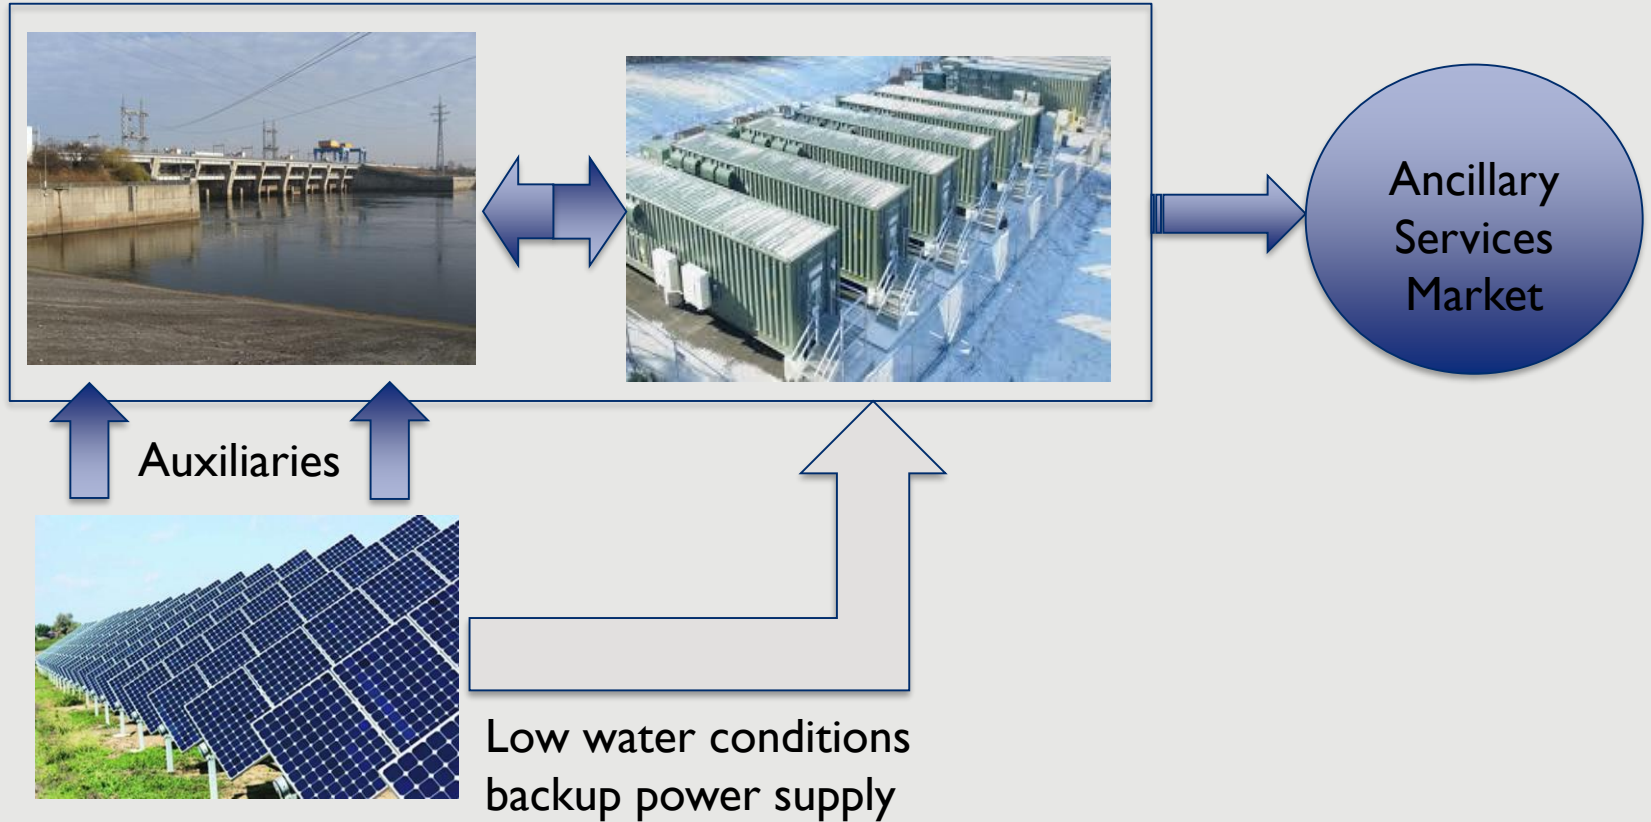 Ancillary
Services
Market
Auxiliaries
Low water conditions
backup power supply